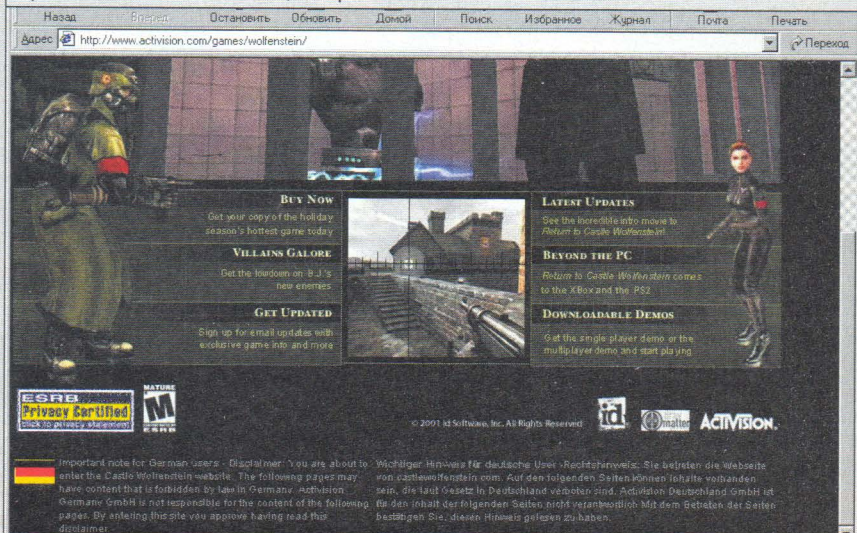 Назад Вперед Остановить Обновить Домой Поиск Избранное Журнал Почта Печать
Адрес http://www.activision.com/games/wolfenstein/ Переход
BUY NOW
Get your copy of the holiday
season's hottest game today
VILLAINS GALORE
Get the lowdown on B.J.'s
new enemies
GET UPDATED
Sign up for email updates with
exclusive game info and more
LATEST UPDATES
See the incredible intro movie to
Return to Castle Wolfenstein!
BEYOND THE PC
Return to Castle Wolfenstein comes
to the XBox and the PS2
DOWNLOADABLE DEMOS
Get the single player demo or the
multiplayer demo and start playing
ESRB
Privacy Certified
click to privacy statement
MATURE
M
ESRB
© 2001 id Software, Inc. All Rights Reserved
id
matter
ACTIVISION.
Important note for German users - Disclaimer: You are about to
enter the Castle Wolfenstein website. The following pages may
have content that is forbidden by law in Germany. Activision
Germany GmbH is not responsible for the content of the following
pages. By entering this site you approve having read this
disclaimer.
Wichtiger Hinweis für deutsche User - Rechtshinweis: Sie betreten die Webseite
von castlewolfenstein.com. Auf den folgenden Seiten können Inhalte vorhanden
sein, die laut Gesetz in Deutschland verboten sind. Activision Deutschland GmbH ist
für den Inhalt der folgenden Seiten nicht verantwortlich. Mit dem Betreten der Seiten
bestätigen Sie, diesen Hinweis gelesen zu haben.